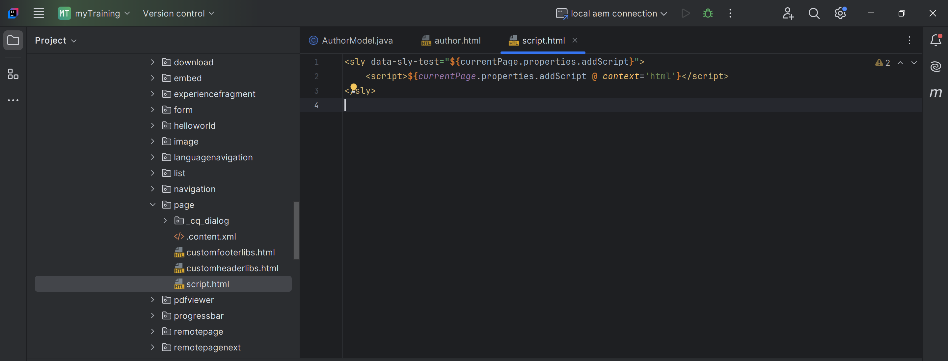 MT myTraining Version control local aem connection
Project
AuthorModel.java author.html script.html
download
embed
experiencefragment
form
helloworld
image
languagenavigation
list
navigation
page
_cq_dialog
.content.xml
customfooterlibs.html
customheaderlibs.html
script.html
pdfviewer
progressbar
remotepage
remotepagenext
1 <sly data-sly-test="${currentPage.properties.addScript}">
2 <script>${currentPage.properties.addScript @ context='html'}</script>
3 </sly>
4
2
m